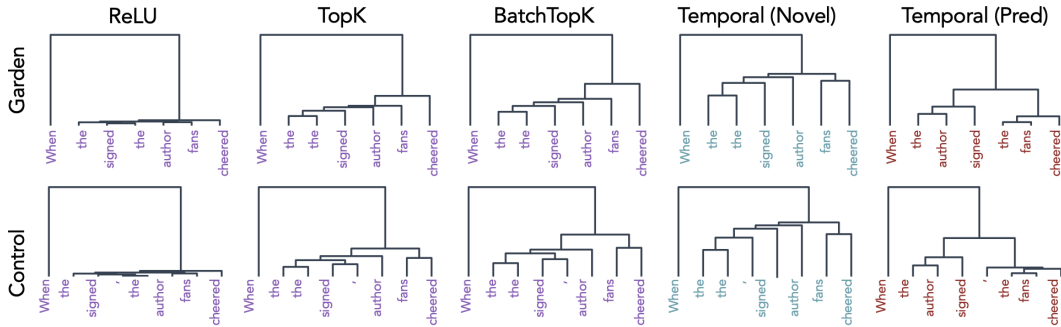 ReLU TopK BatchTopK Temporal (Novel) Temporal (Pred)
Garden
When the signed the author fans cheered
When the the signed author fans cheered
When the the signed author fans cheered
When the the signed author fans cheered
When the author signed the fans cheered
Control
When the signed , the author fans cheered
When the the signed , author fans cheered
When the the signed , author fans cheered
When the the , signed author fans cheered
When the author signed , the fans cheered